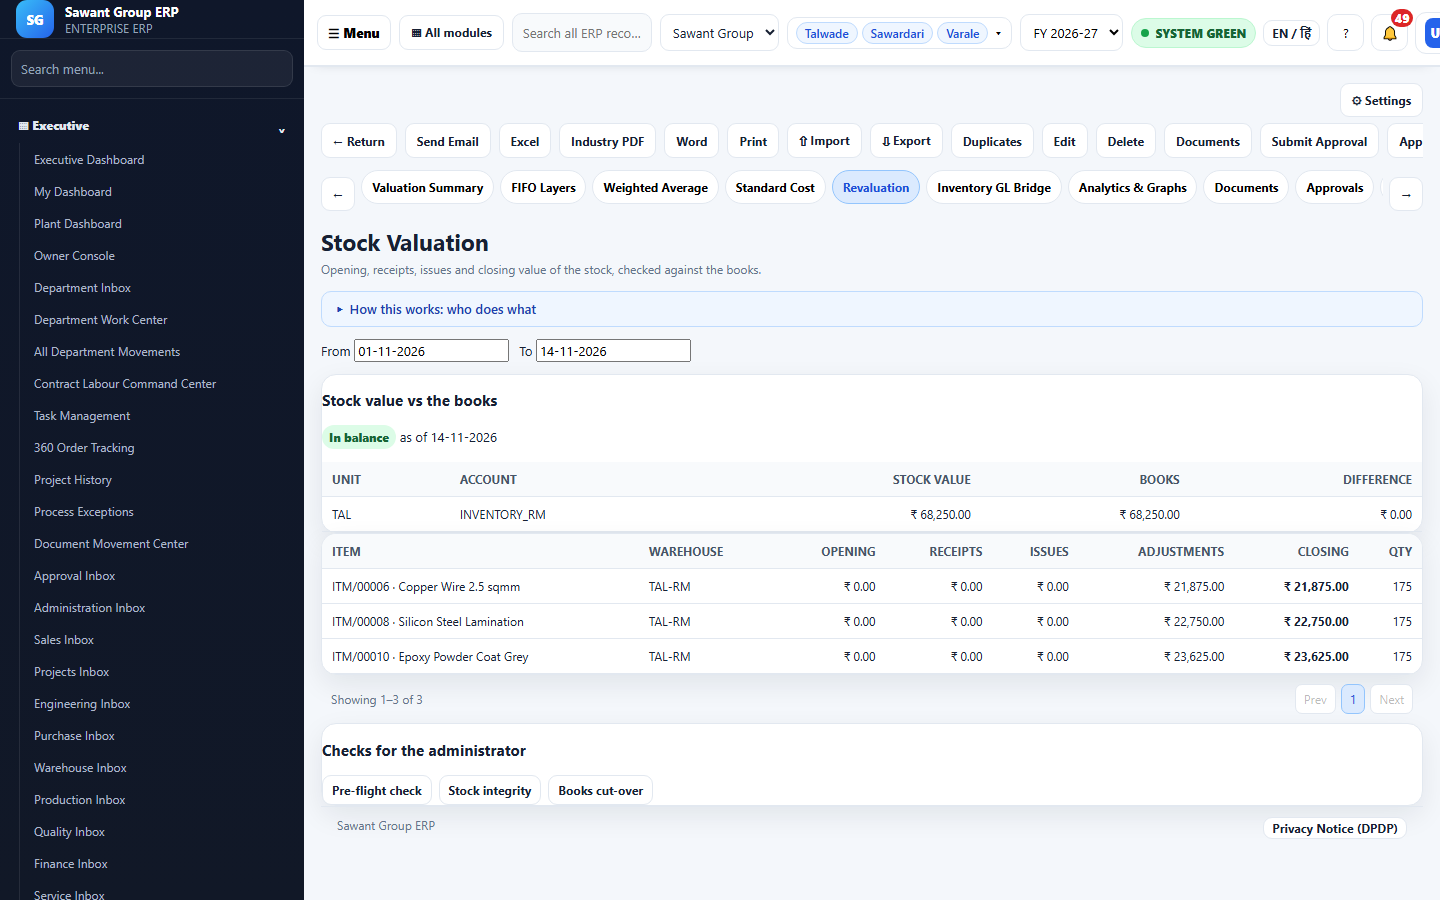 SG
Sawant Group ERP
ENTERPRISE ERP
Search menu...
Executive
Executive Dashboard
My Dashboard
Plant Dashboard
Owner Console
Department Inbox
Department Work Center
All Department Movements
Contract Labour Command Center
Task Management
360 Order Tracking
Project History
Process Exceptions
Document Movement Center
Approval Inbox
Administration Inbox
Sales Inbox
Projects Inbox
Engineering Inbox
Purchase Inbox
Warehouse Inbox
Production Inbox
Quality Inbox
Finance Inbox
Service Inbox
☰ Menu
All modules
Search all ERP reco...
Sawant Group
Talwade Sawardari Varale
FY 2026-27
SYSTEM GREEN
EN / हिं
?
49
U
Settings
← Return
Send Email
Excel
Industry PDF
Word
Print
⇧ Import
⇩ Export
Duplicates
Edit
Delete
Documents
Submit Approval
App
←
Valuation Summary
FIFO Layers
Weighted Average
Standard Cost
Revaluation
Inventory GL Bridge
Analytics & Graphs
Documents
Approvals
→
Stock Valuation
Opening, receipts, issues and closing value of the stock, checked against the books.
▸ How this works: who does what
From 01-11-2026 To 14-11-2026
Stock value vs the books
In balance as of 14-11-2026
UNIT ACCOUNT STOCK VALUE BOOKS DIFFERENCE
TAL INVENTORY_RM ₹ 68,250.00 ₹ 68,250.00 ₹ 0.00
ITEM WAREHOUSE OPENING RECEIPTS ISSUES ADJUSTMENTS CLOSING QTY
ITM/00006 · Copper Wire 2.5 sqmm TAL-RM ₹ 0.00 ₹ 0.00 ₹ 0.00 ₹ 21,875.00 ₹ 21,875.00 175
ITM/00008 · Silicon Steel Lamination TAL-RM ₹ 0.00 ₹ 0.00 ₹ 0.00 ₹ 22,750.00 ₹ 22,750.00 175
ITM/00010 · Epoxy Powder Coat Grey TAL-RM ₹ 0.00 ₹ 0.00 ₹ 0.00 ₹ 23,625.00 ₹ 23,625.00 175
Showing 1–3 of 3
Prev 1 Next
Checks for the administrator
Pre-flight check
Stock integrity
Books cut-over
Sawant Group ERP
Privacy Notice (DPDP)